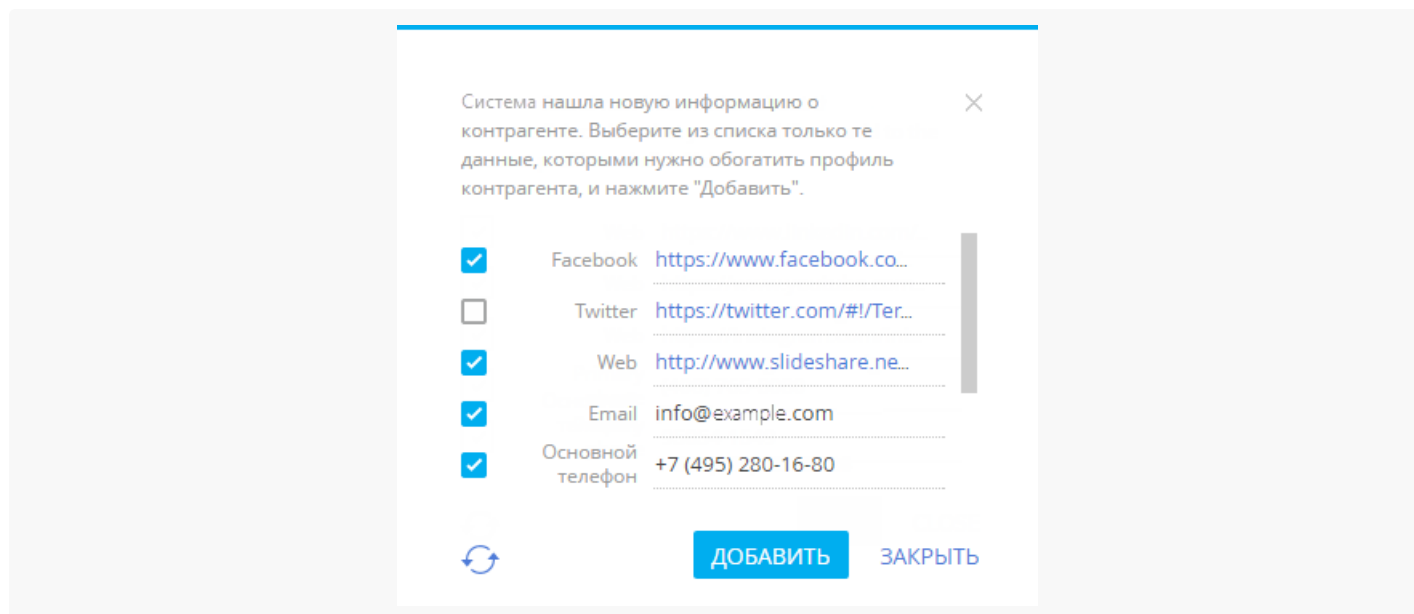 Система нашла новую информацию о
контрагенте. Выберите из списка только те
данные, которыми нужно обогатить профиль
контрагента, и нажмите "Добавить".
Facebook https://www.facebook.co...
Twitter https://twitter.com/#!/Ter...
Web http://www.slideshare.ne...
Email info@example.com
Основной
телефон +7 (495) 280-16-80
ДОБАВИТЬ ЗАКРЫТЬ